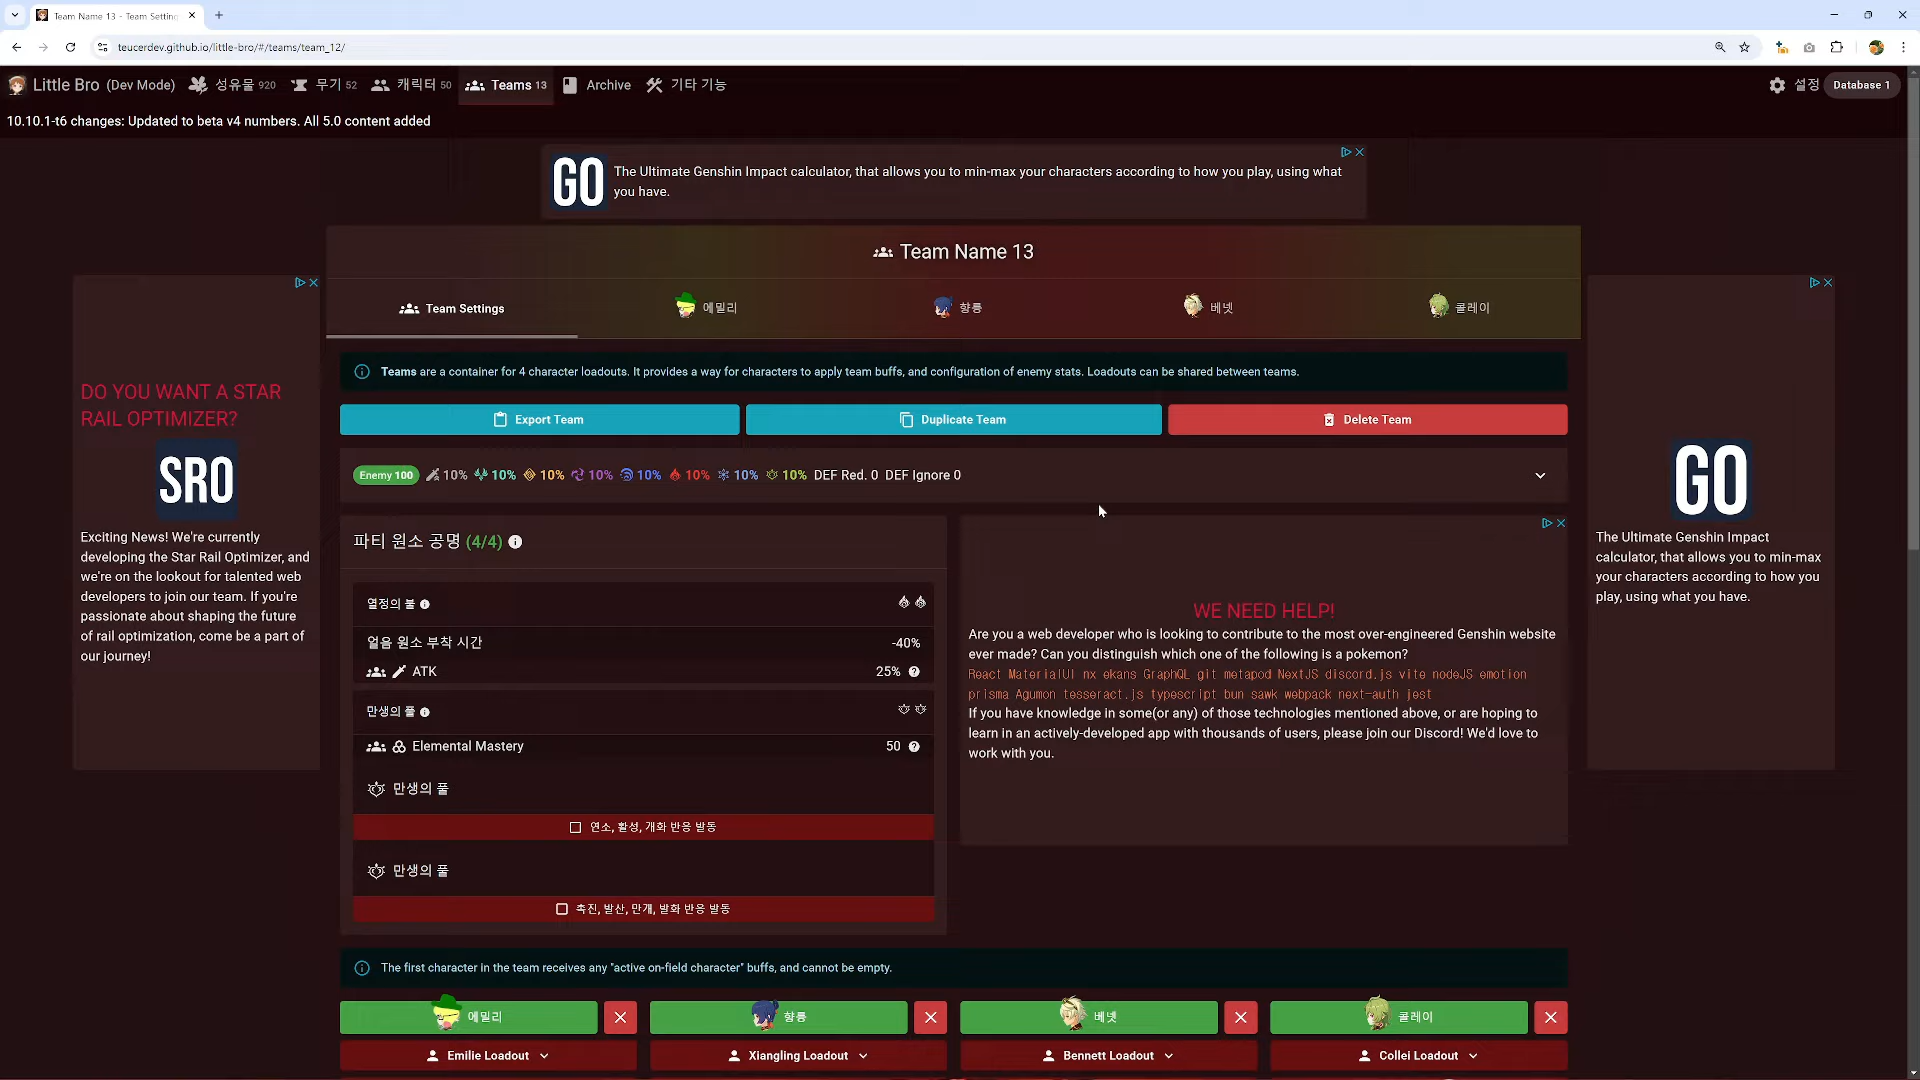 Team Name 13 - Team Setting
teucerdev.github.io/little-bro/#/teams/team_12/
Little Bro (Dev Mode) 성유물 920 무기 52 캐릭터 50 Teams 13 Archive 기타 기능 설정 Database 1
10.10.1-t6 changes: Updated to beta v4 numbers. All 5.0 content added
GO
The Ultimate Genshin Impact calculator, that allows you to min-max your characters according to how you play, using what
you have.
Team Name 13
Team Settings 에밀리 향릉 베넷 콜레이
Teams are a container for 4 character loadouts. It provides a way for characters to apply team buffs, and configuration of enemy stats. Loadouts can be shared between teams.
Export Team Duplicate Team Delete Team
Enemy 100 10% 10% 10% 10% 10% 10% 10% 10% DEF Red. 0 DEF Ignore 0
DO YOU WANT A STAR
RAIL OPTIMIZER?
SRO
Exciting News! We're currently
developing the Star Rail Optimizer, and
we're on the lookout for talented web
developers to join our team. If you're
passionate about shaping the future
of rail optimization, come be a part of
our journey!
파티 원소 공명 (4/4)
열정의 불
얼음 원소 부착 시간 -40%
ATK 25%
만생의 풀
Elemental Mastery 50
만생의 풀
연소, 활성, 개화 반응 발동
만생의 풀
촉진, 발산, 만개, 발화 반응 발동
WE NEED HELP!
Are you a web developer who is looking to contribute to the most over-engineered Genshin website
ever made? Can you distinguish which one of the following is a pokemon?
React MaterialUI nx ekans GraphQL git metapod NextJS discord.js vite nodeJS emotion
prisma Agumon tesseract.js typescript bun sawk webpack next-auth jest
If you have knowledge in some(or any) of those technologies mentioned above, or are hoping to
learn in an actively-developed app with thousands of users, please join our Discord! We'd love to
work with you.
GO
The Ultimate Genshin Impact
calculator, that allows you to min-max
your characters according to how you
play, using what you have.
The first character in the team receives any "active on-field character" buffs, and cannot be empty.
에밀리 향릉 베넷 콜레이
Emilie Loadout Xiangling Loadout Bennett Loadout Collei Loadout